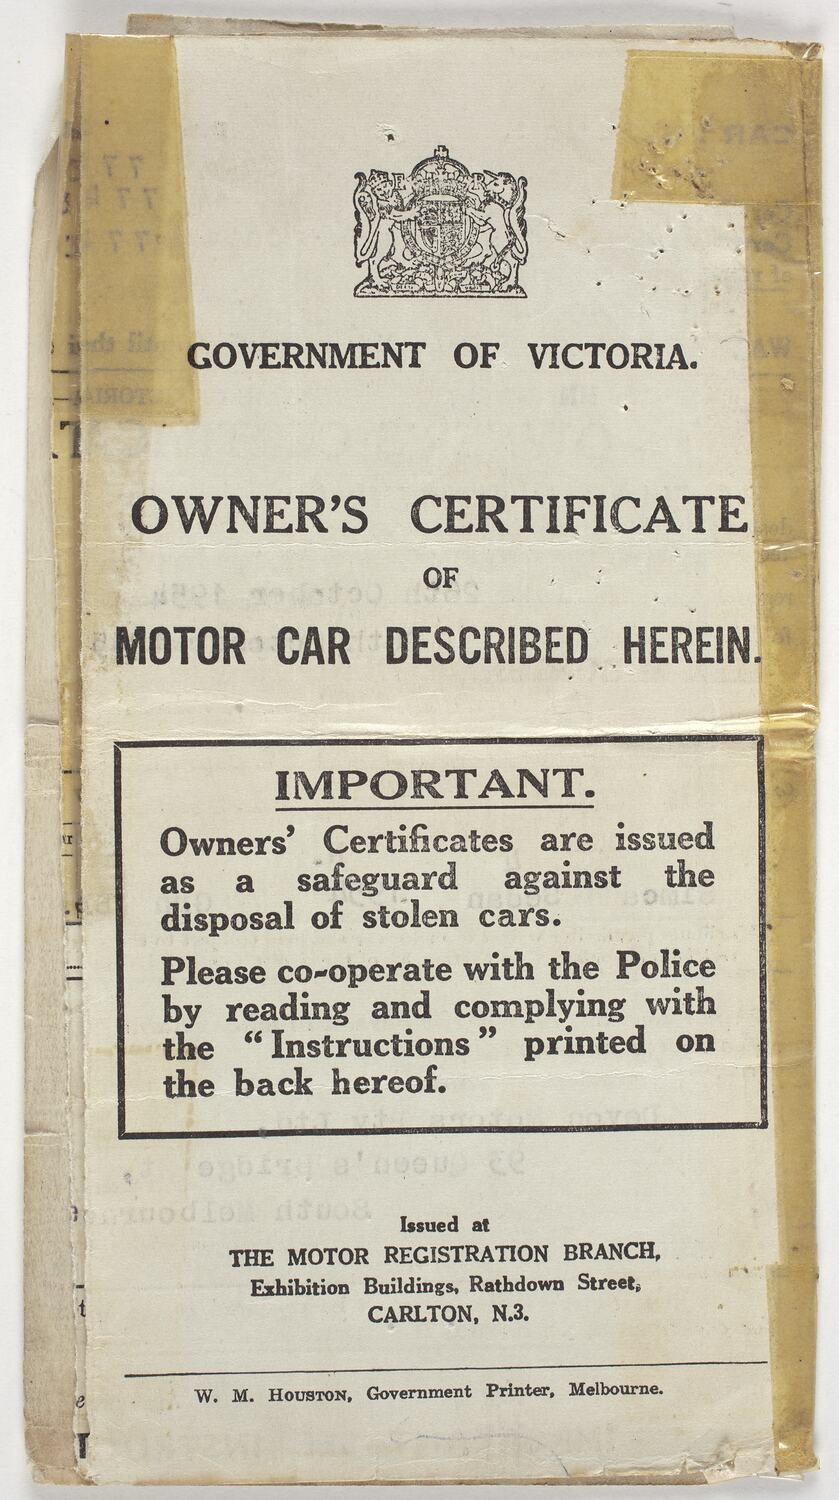 E R
GOVERNMENT OF VICTORIA.
OWNER'S CERTIFICATE
OF
MOTOR CAR DESCRIBED HEREIN.
IMPORTANT.
Owners' Certificates are issued
as a safeguard against the
disposal of stolen cars.
Please co-operate with the Police
by reading and complying with
the "Instructions" printed on
the back hereof.
Issued at
THE MOTOR REGISTRATION BRANCH,
Exhibition Buildings, Rathdown Street,
CARLTON, N.3.
W. M. HOUSTON, Government Printer, Melbourne.